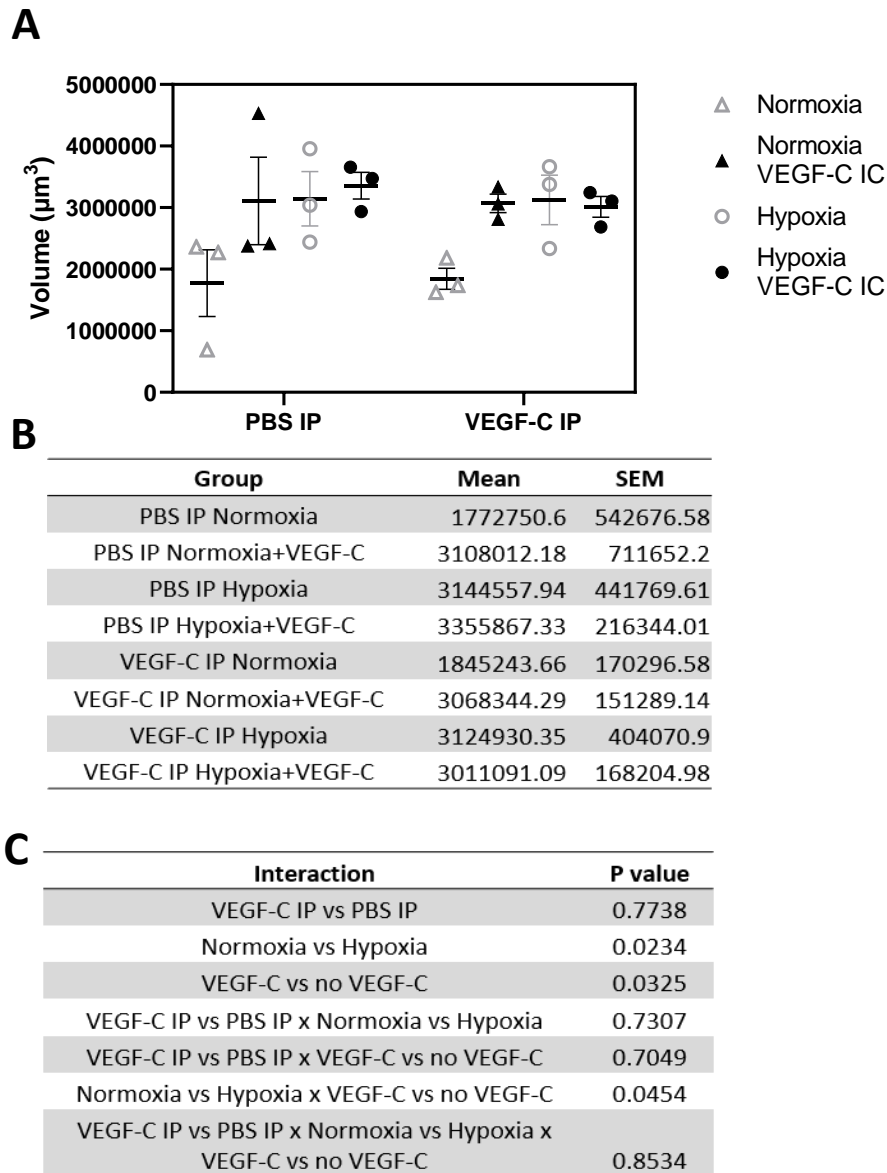 A
Volume (µm³)
5000000
4000000
3000000
2000000
1000000
0
PBS IP VEGF-C IP
Normoxia
Normoxia
VEGF-C IC
Hypoxia
Hypoxia
VEGF-C IC
B
Group Mean SEM
PBS IP Normoxia 1772750.6 542676.58
PBS IP Normoxia+VEGF-C 3108012.18 711652.2
PBS IP Hypoxia 3144557.94 441769.61
PBS IP Hypoxia+VEGF-C 3355867.33 216344.01
VEGF-C IP Normoxia 1845243.66 170296.58
VEGF-C IP Normoxia+VEGF-C 3068344.29 151289.14
VEGF-C IP Hypoxia 3124930.35 404070.9
VEGF-C IP Hypoxia+VEGF-C 3011091.09 168204.98
C
Interaction P value
VEGF-C IP vs PBS IP 0.7738
Normoxia vs Hypoxia 0.0234
VEGF-C vs no VEGF-C 0.0325
VEGF-C IP vs PBS IP x Normoxia vs Hypoxia 0.7307
VEGF-C IP vs PBS IP x VEGF-C vs no VEGF-C 0.7049
Normoxia vs Hypoxia x VEGF-C vs no VEGF-C 0.0454
VEGF-C IP vs PBS IP x Normoxia vs Hypoxia x
VEGF-C vs no VEGF-C 0.8534